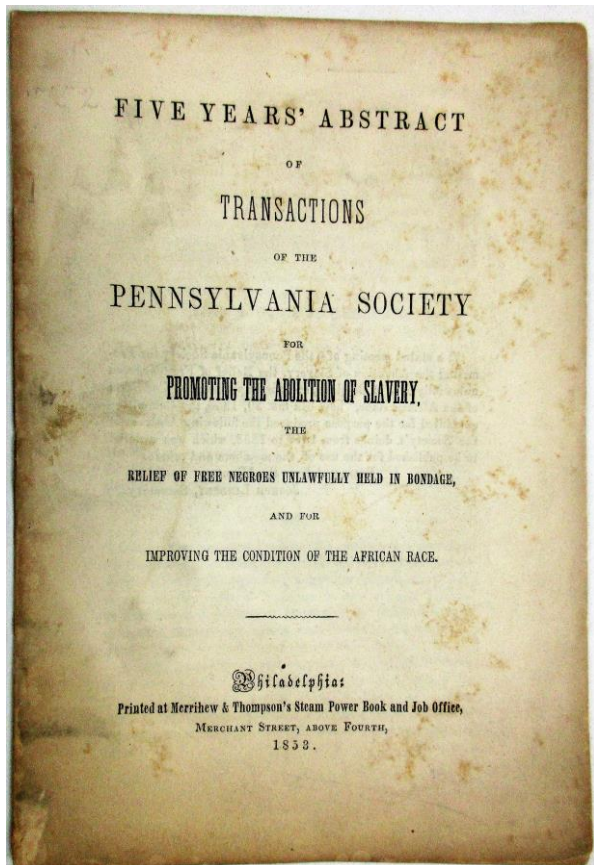 FIVE YEARS' ABSTRACT
OF
TRANSACTIONS
OF THE
PENNSYLVANIA SOCIETY
FOR
PROMOTING THE ABOLITION OF SLAVERY,
THE
RELIEF OF FREE NEGROES UNLAWFULLY HELD IN BONDAGE,
AND FOR
IMPROVING THE CONDITION OF THE AFRICAN RACE.
Philadelphia:
Printed at Merrihew & Thompson's Steam Power Book and Job Office,
MERCHANT STREET, ABOVE FOURTH,
1853.